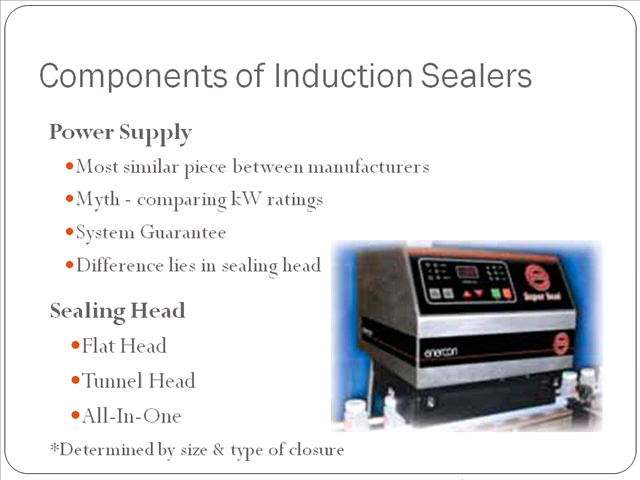 Components of Induction Sealers
Power Supply
•Most similar piece between manufacturers
•Myth - comparing kW ratings
•System Guarantee
•Difference lies in sealing head
Sealing Head
•Flat Head
•Tunnel Head
•All-In-One
*Determined by size & type of closure
Super Seal
enercon